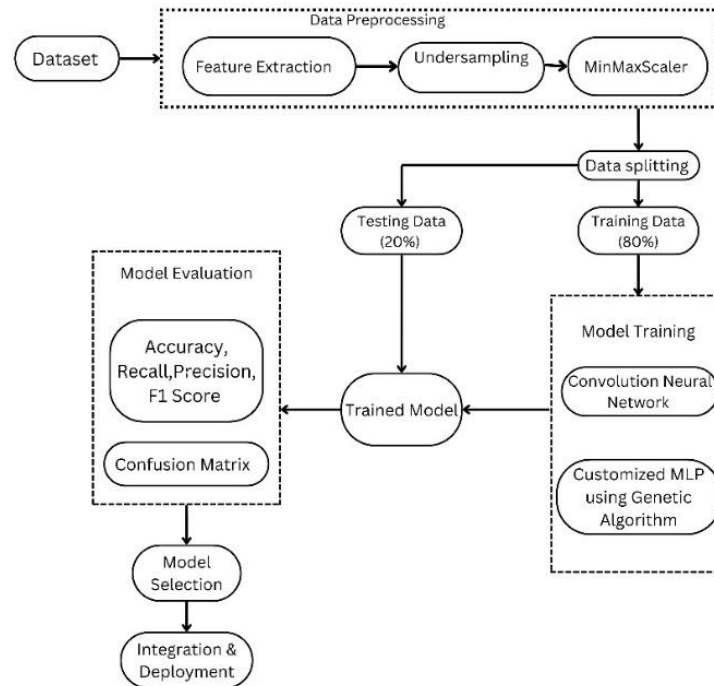 Data Preprocessing
Dataset
Feature Extraction
Undersampling
MinMaxScaler
Data splitting
Testing Data
(20%)
Training Data
(80%)
Model Evaluation
Accuracy,
Recall,Precision,
F1 Score
Confusion Matrix
Trained Model
Model Training
Convolution Neural
Network
Customized MLP
using Genetic
Algorithm
Model
Selection
Integration &
Deployment